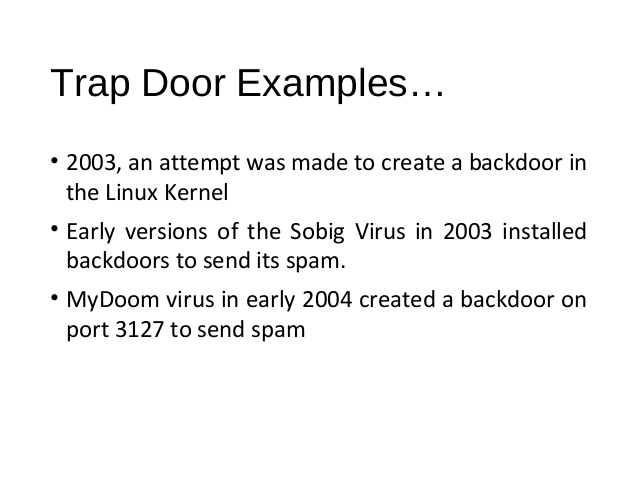 Trap Door Examples…
• 2003, an attempt was made to create a backdoor in
the Linux Kernel
• Early versions of the Sobig Virus in 2003 installed
backdoors to send its spam.
• MyDoom virus in early 2004 created a backdoor on
port 3127 to send spam